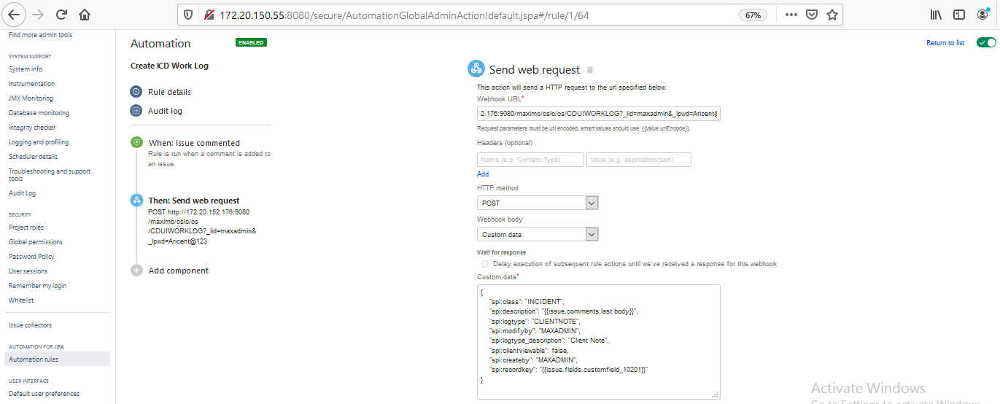 172.20.150.55:8080/secure/AutomationGlobalAdminAction!default.jspa#/rule/1/64
67%
Find more admin tools
SYSTEM SUPPORT
System info
Instrumentation
JMX Monitoring
Database monitoring
Integrity checker
Logging and profiling
Scheduler details
Troubleshooting and support
tools
Audit Log
SECURITY
Project roles
Global permissions
Password Policy
User sessions
Remember my login
Whitelist
Issue collectors
AUTOMATION FOR JIRA
Automation rules
USER INTERFACE
Default user preferences
Automation
ENABLED
Return to list
Create ICD Work Log
Rule details
Audit log
When: Issue commented
Rule is run when a comment is added to
an issue.
Then: Send web request
POST http://172.20.152.176:9080
/maximo/oslc/os
/CDUIWORKLOG?_lid=maxadmin&
_lpwd=Aricent@123
Add component
Send web request
This action will send a HTTP request to the url specified below:
Webhook URL*
2.176:9080/maximo/oslc/os/CDUIWORKLOG?_lid=maxadmin&_lpwd=Aricent@
Request parameters must be url encoded, smart values should use: {{value.urlEncode}}.
Headers (optional)
Name (e.g. Content-Type)
Value (e.g. application/json)
Add
HTTP method
POST
Webhook body
Custom data
Wait for response
Delay execution of subsequent rule actions until we've received a response for this webhook
Custom data*
{
"spi:class": "INCIDENT",
"spi:description": "{{issue.comments.last.body}}",
"spi:logtype": "CLIENTNOTE",
"spi:modifyby": "MAXADMIN",
"spi:logtype_description": "Client Note",
"spi:clientviewable": false,
"spi:createby": "MAXADMIN",
"spi:recordkey": "{{issue.fields.customfield_10201}}"
}
Activate Windows
Go to Settings to activate Windows